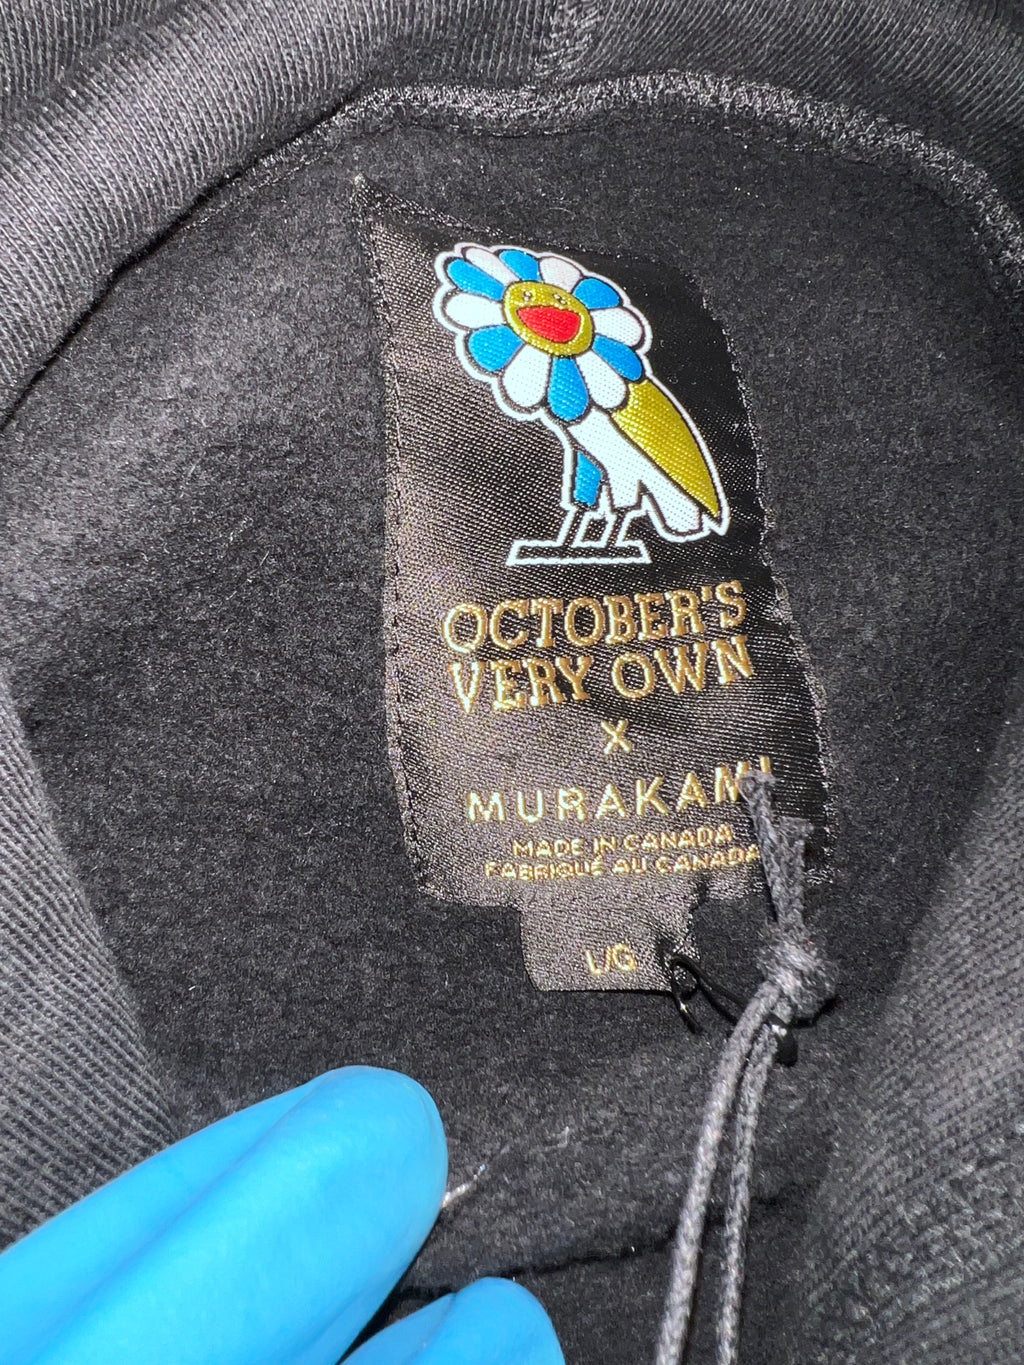 OCTOBER'S
VERY OWN
X
MURAKAMI
MADE IN CANADA
FABRIQUÉ AU CANADA
L/G